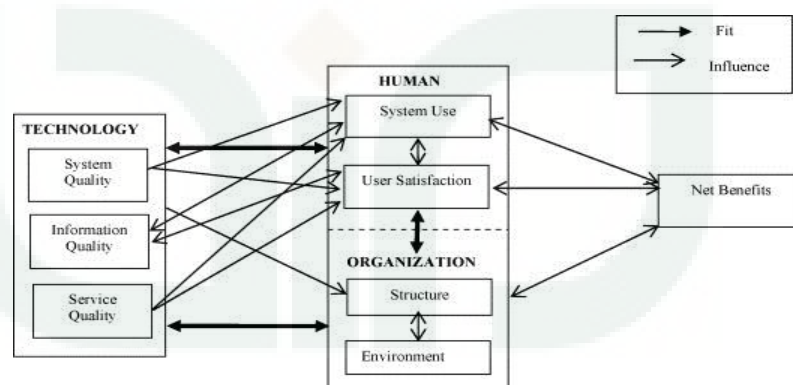 Fit
Influence
HUMAN
System Use
User Satisfaction
TECHNOLOGY
System
Quality
Information
Quality
Service
Quality
ORGANIZATION
Structure
Environment
Net Benefits